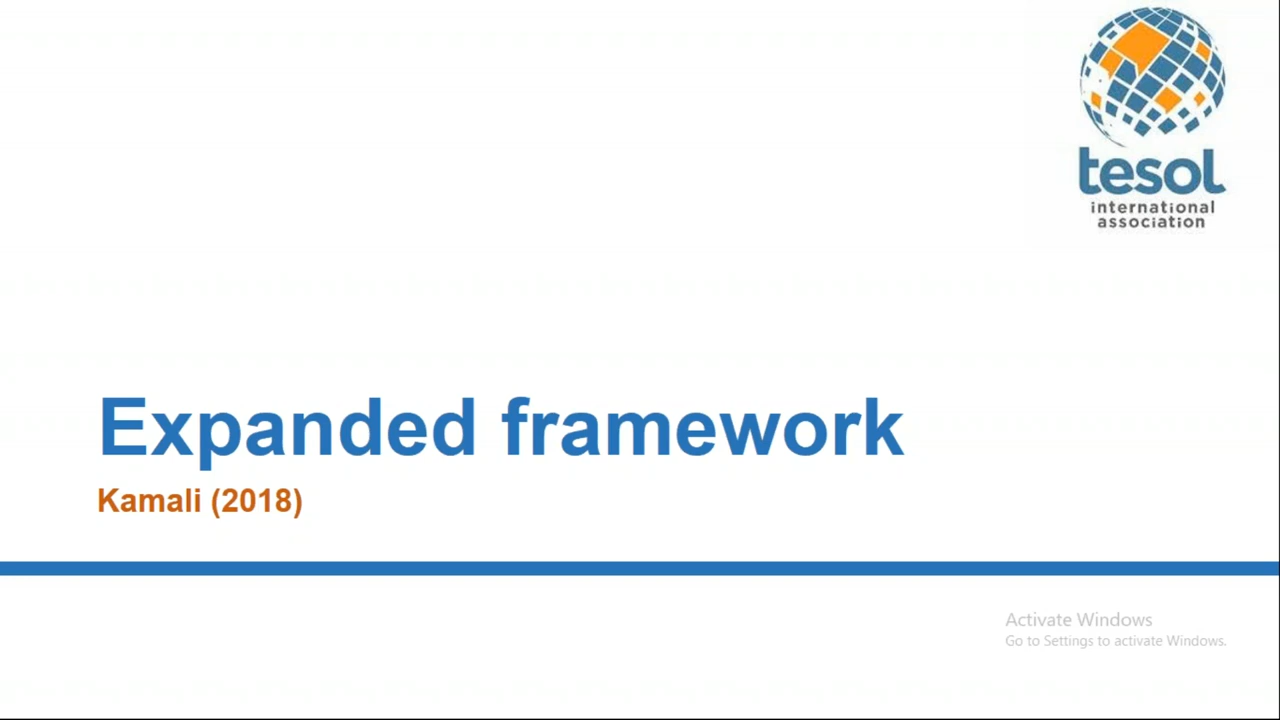 tesol
international
association
Expanded framework
Kamali (2018)
Activate Windows
Go to Settings to activate Windows.